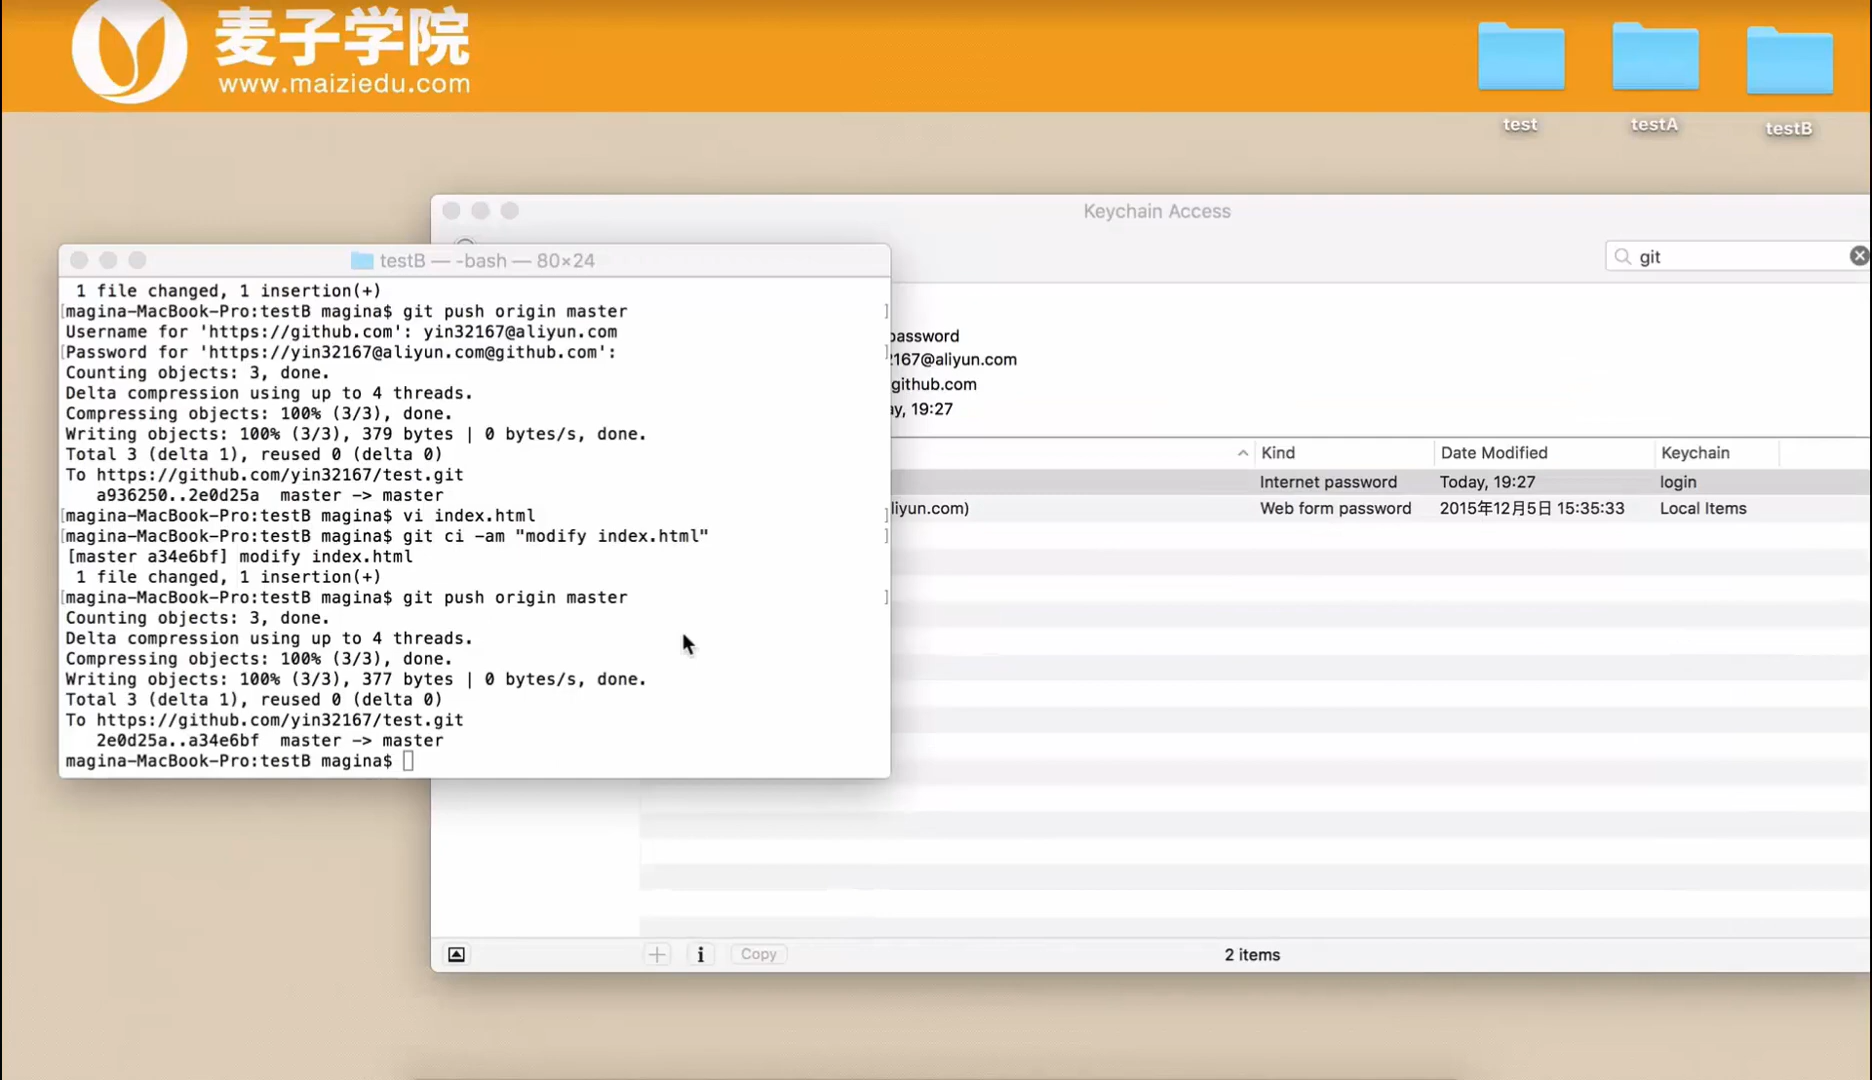 麦子学院
www.maiziedu.com
test
testA
testB
Keychain Access
git
testB — -bash — 80×24
1 file changed, 1 insertion(+)
[magina-MacBook-Pro:testB magina$ git push origin master ]
Username for 'https://github.com': yin32167@aliyun.com
[Password for 'https://yin32167@aliyun.com@github.com': ]
Counting objects: 3, done.
Delta compression using up to 4 threads.
Compressing objects: 100% (3/3), done.
Writing objects: 100% (3/3), 379 bytes | 0 bytes/s, done.
Total 3 (delta 1), reused 0 (delta 0)
To https://github.com/yin32167/test.git
a936250..2e0d25a master -> master
[magina-MacBook-Pro:testB magina$ vi index.html ]
[magina-MacBook-Pro:testB magina$ git ci -am "modify index.html" ]
[master a34e6bf] modify index.html
1 file changed, 1 insertion(+)
[magina-MacBook-Pro:testB magina$ git push origin master ]
Counting objects: 3, done.
Delta compression using up to 4 threads.
Compressing objects: 100% (3/3), done.
Writing objects: 100% (3/3), 377 bytes | 0 bytes/s, done.
Total 3 (delta 1), reused 0 (delta 0)
To https://github.com/yin32167/test.git
2e0d25a..a34e6bf master -> master
magina-MacBook-Pro:testB magina$
password
167@aliyun.com
github.com
ay, 19:27
Kind Date Modified Keychain
Internet password Today, 19:27 login
liyun.com) Web form password 2015年12月5日 15:35:33 Local Items
Copy
2 items